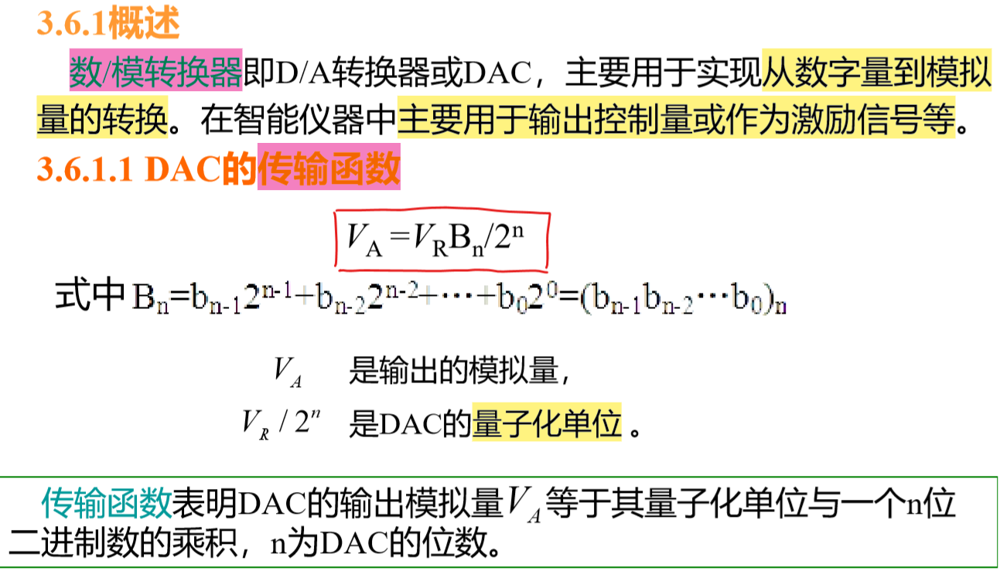 3.6.1概述
数/模转换器即D/A转换器或DAC，主要用于实现从数字量到模拟
量的转换。在智能仪器中主要用于输出控制量或作为激励信号等。
3.6.1.1 DAC的传输函数
V_A =V_R B_n/2^n
式中 B_n=b_{n-1}2^{n-1}+b_{n-2}2^{n-2}+⋯+b_0 2^0=(b_{n-1}b_{n-2}⋯b_0)_n
V_A 是输出的模拟量，
V_R / 2^n 是DAC的量子化单位 。
传输函数表明DAC的输出模拟量V_A等于其量子化单位与一个n位
二进制数的乘积，n为DAC的位数。